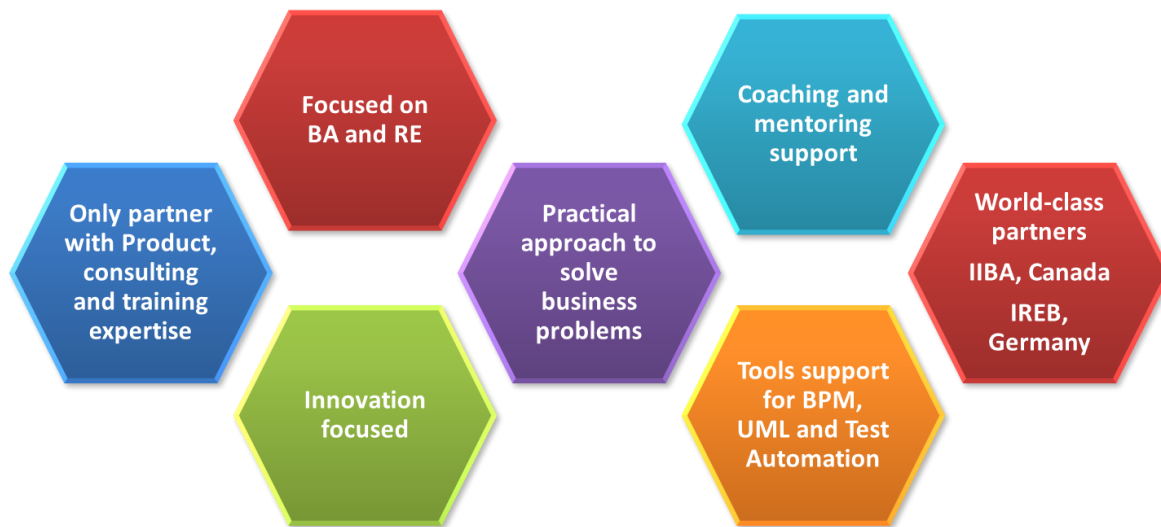 Focused on
BA and RE
Coaching and
mentoring
support
Only partner
with Product,
consulting
and training
expertise
Practical
approach to
solve
business
problems
World-class
partners
IIBA, Canada
IREB,
Germany
Innovation
focused
Tools support
for BPM,
UML and Test
Automation